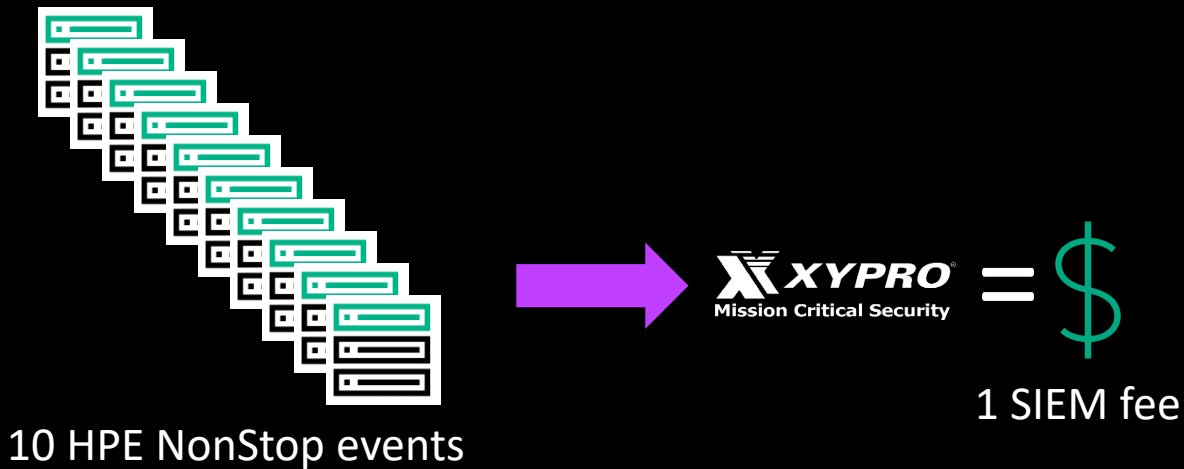 XYPRO®
Mission Critical Security
=
$
1 SIEM fee
10 HPE NonStop events